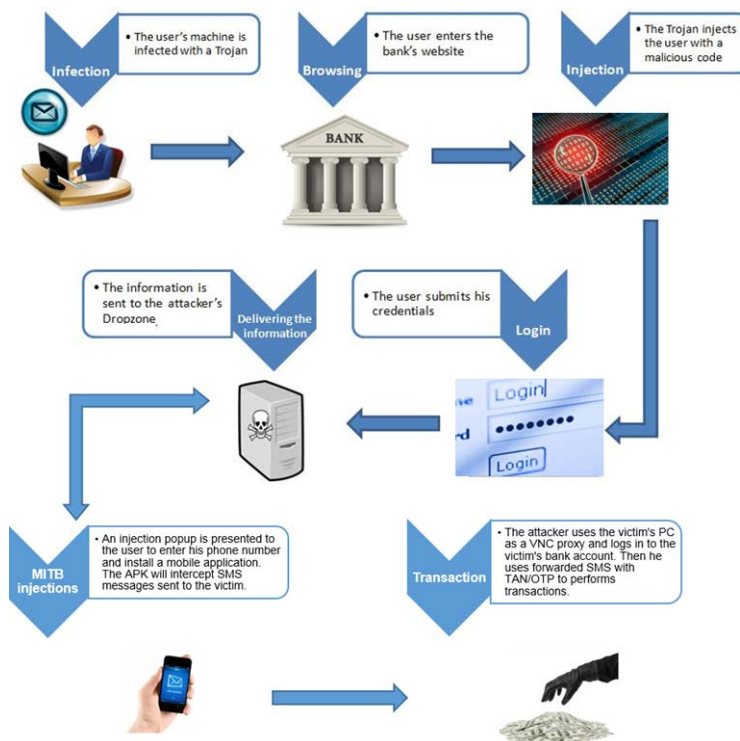 • The user's machine is
infected with a Trojan
Infection
• The user enters the
bank's website
Browsing
• The Trojan injects
the user with a
malicious code
Injection
BANK
• The information is
sent to the attacker's
Dropzone
Delivering the
information
• The user submits his
credentials
Login
Login
Login
MITB
injections
• An injection popup is presented to
the user to enter his phone number
and install a mobile application.
The APK will intercept SMS
messages sent to the victim.
Transaction
• The attacker uses the victim's PC
as a VNC proxy and logs in to the
victim's bank account. Then he
uses forwarded SMS with
TAN/OTP to performs
transactions.